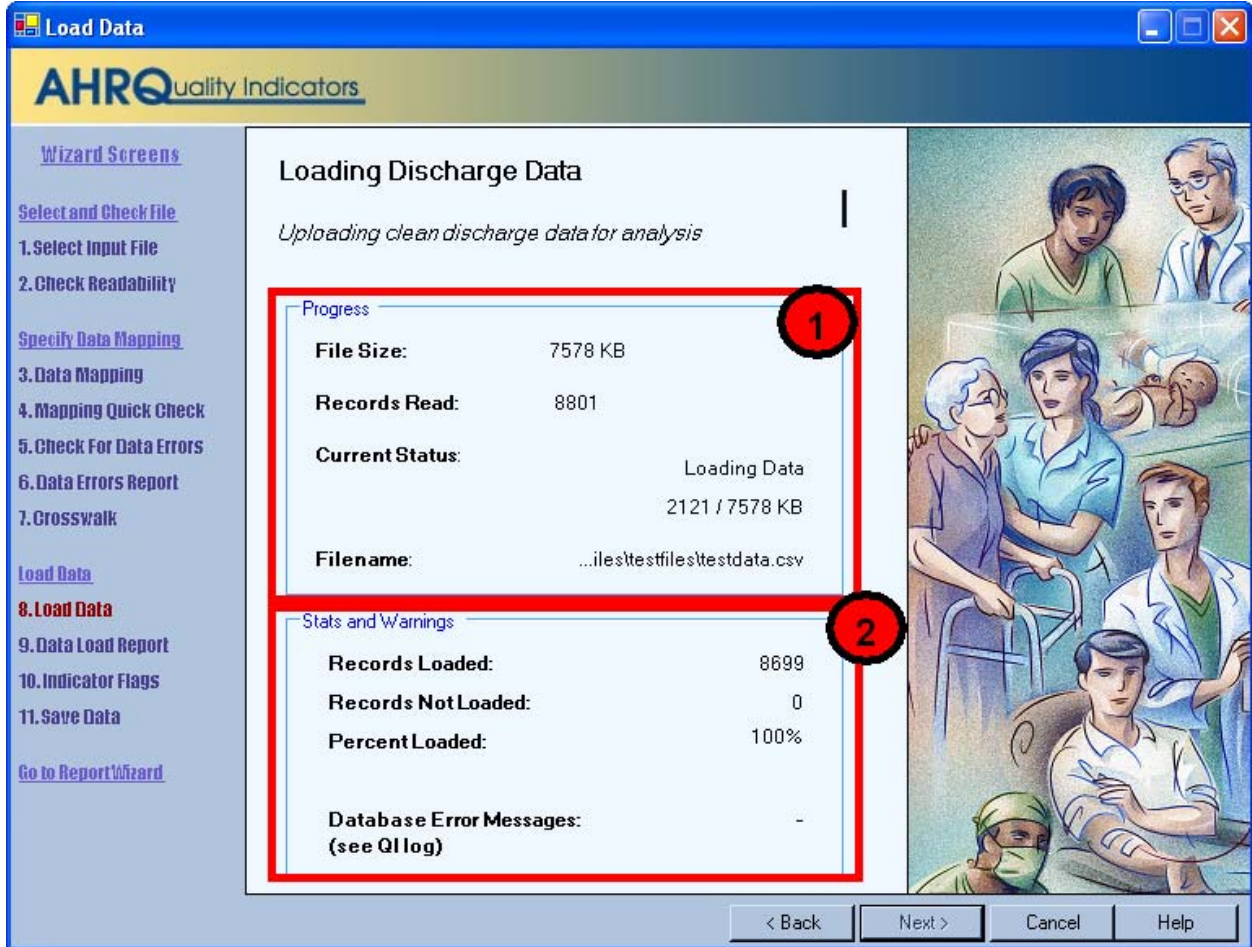 Load Data
AHRQuality Indicators
Wizard Screens
Select and Check File
1. Select Input File
2. Check Readability
Specify Data Mapping
3. Data Mapping
4. Mapping Quick Check
5. Check For Data Errors
6. Data Errors Report
7. Crosswalk
Load Data
8. Load Data
9. Data Load Report
10. Indicator Flags
11. Save Data
Go to Report Wizard
Loading Discharge Data
Uploading clean discharge data for analysis
Progress
1
File Size: 7578 KB
Records Read: 8801
Current Status: Loading Data
2121 / 7578 KB
Filename: ...iles\testfiles\testdata.csv
Stats and Warnings
2
Records Loaded: 8699
Records Not Loaded: 0
Percent Loaded: 100%
Database Error Messages: -
(see QI log)
< Back
Next >
Cancel
Help